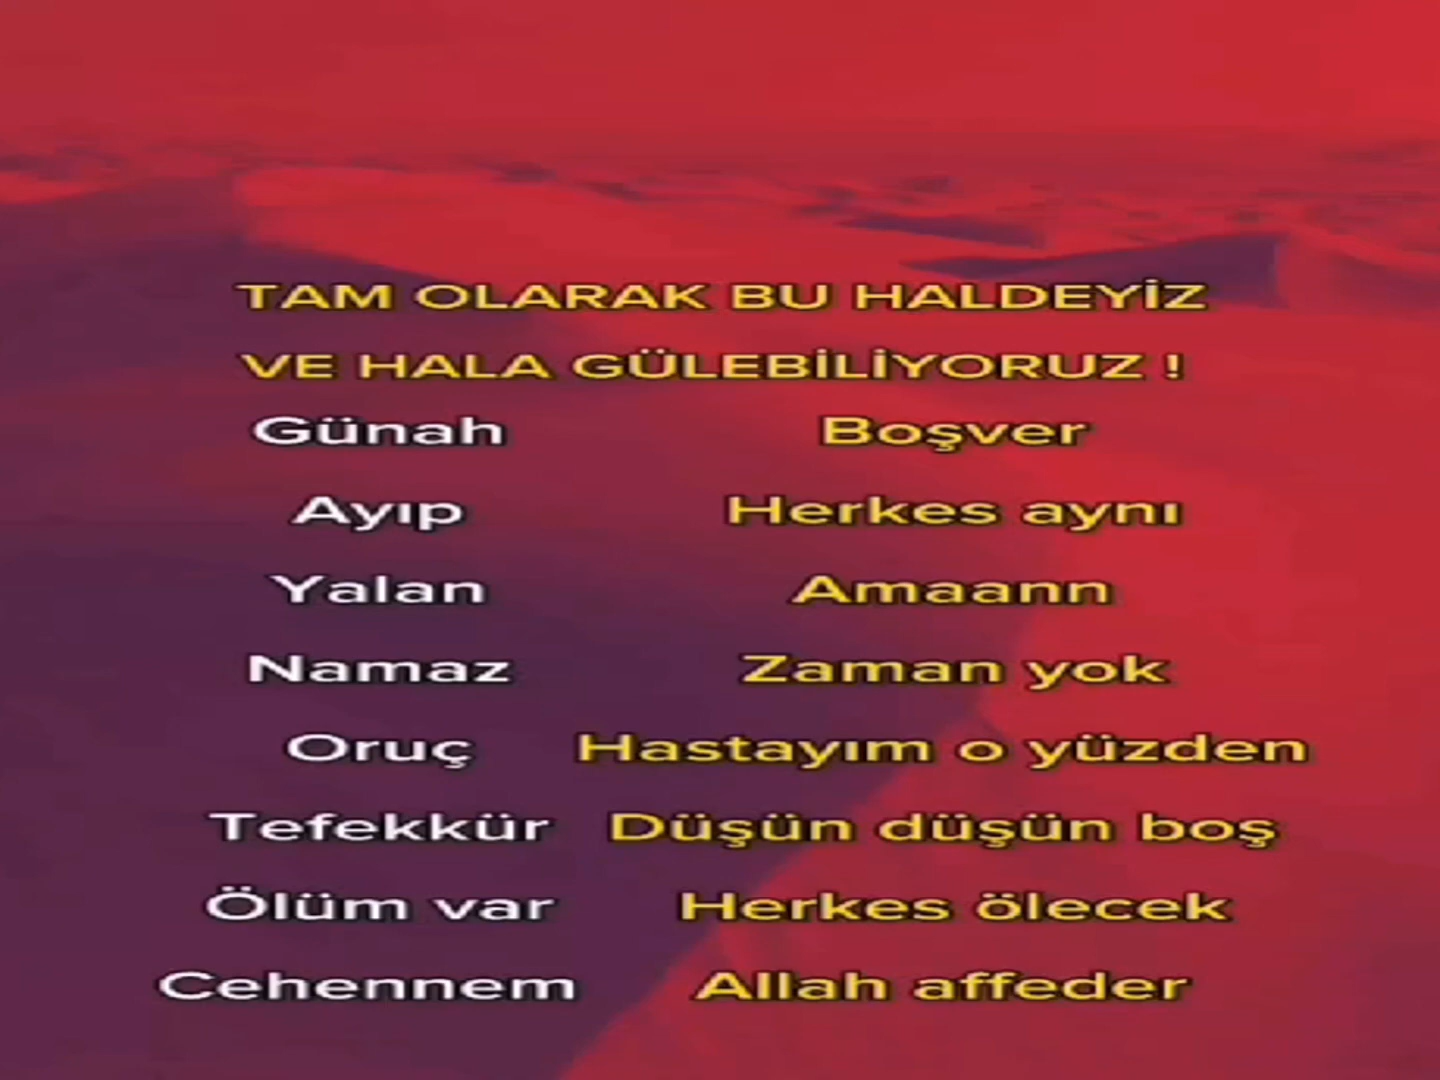 TAM OLARAK BU HALDEYİZ
VE HALA GÜLEBİLİYORUZ !
Günah Boşver
Ayıp Herkes aynı
Yalan Amaann
Namaz Zaman yok
Oruç Hastayım o yüzden
Tefekkür Düşün düşün boş
Ölüm var Herkes ölecek
Cehennem Allah affeder